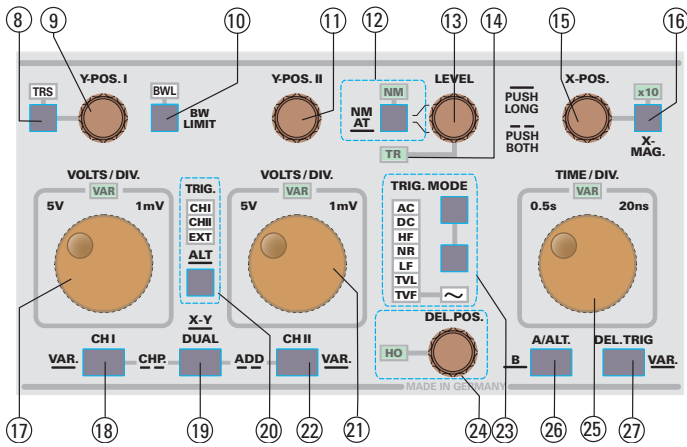 8 9 10 11 12 13 14 15 16
Y-POS. I Y-POS. II LEVEL X-POS.
TRS BWL NM x10
BW
LIMIT
NM
AT
PUSH
LONG
PUSH
BOTH
X-
MAG.
TR
VOLTS / DIV. TRIG. VOLTS / DIV. TRIG. MODE TIME / DIV.
VAR VAR VAR
5V 1mV 5V 1mV 0.5s 20ns
CHI
CHII
EXT
ALT
AC
DC
HF
NR
LF
TVL
TVF ~
X-Y
CH I DUAL CH II DEL.POS. A/ALT. DEL.TRIG
VAR. CHP. ADD VAR. HO B VAR.
MADE IN GERMANY
17 18 19 20 22 21 24 23 26 25 27